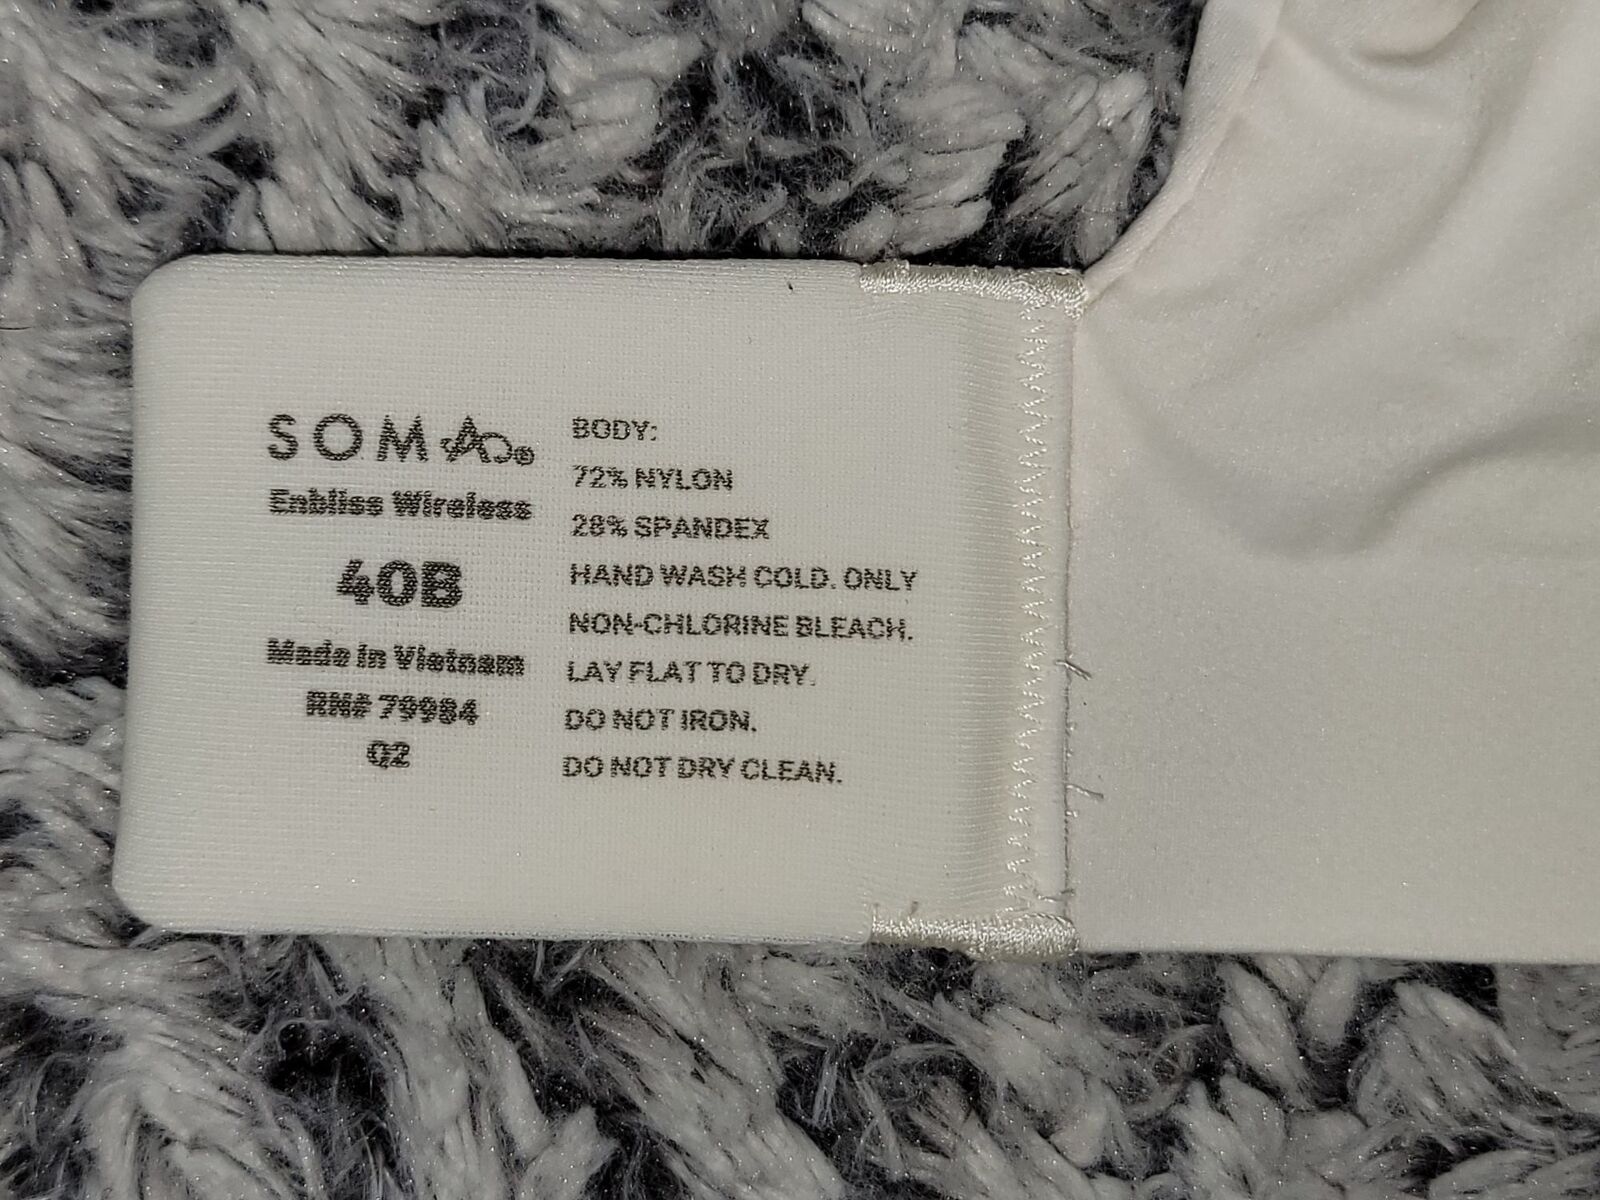 SOMA®
Enbliss Wireless
40B
Made in Vietnam
RN# 79984
Q2
BODY:
72% NYLON
28% SPANDEX
HAND WASH COLD. ONLY
NON-CHLORINE BLEACH.
LAY FLAT TO DRY.
DO NOT IRON.
DO NOT DRY CLEAN.